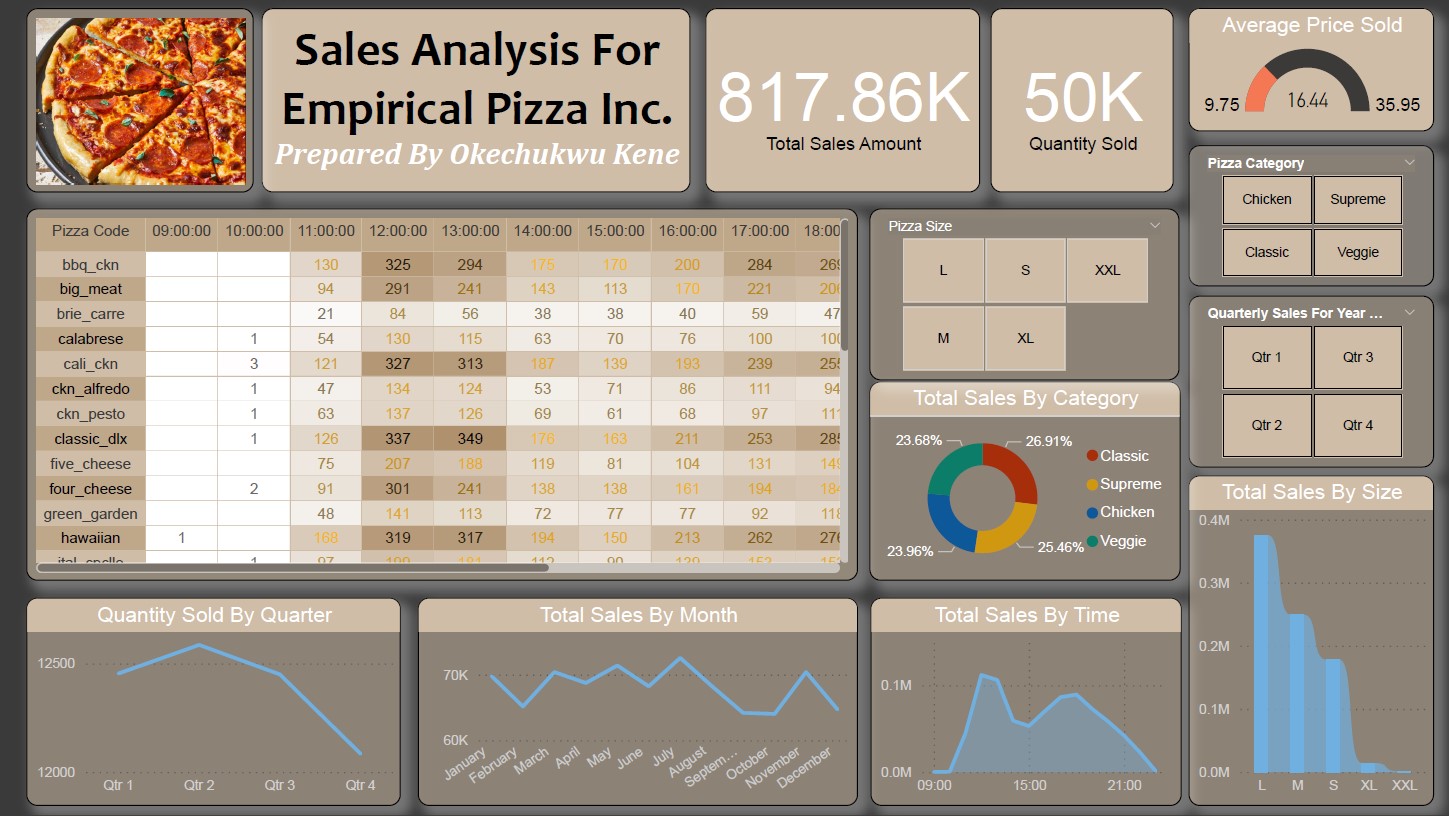 Sales Analysis For
Empirical Pizza Inc.
Prepared By Okechukwu Kene
817.86K
Total Sales Amount
50K
Quantity Sold
Average Price Sold
9.75 16.44 35.95
Pizza Category
Chicken Supreme
Classic Veggie
Pizza Code 09:00:00 10:00:00 11:00:00 12:00:00 13:00:00 14:00:00 15:00:00 16:00:00 17:00:00 18:00
bbq_ckn 130 325 294 175 170 200 284 269
big_meat 94 291 241 143 113 170 221 206
brie_carre 21 84 56 38 38 40 59 47
calabrese 1 54 130 115 63 70 76 100 100
cali_ckn 3 121 327 313 187 139 193 239 255
ckn_alfredo 1 47 134 124 53 71 86 111 94
ckn_pesto 1 63 137 126 69 61 68 97 111
classic_dlx 1 126 337 349 176 163 211 253 285
five_cheese 75 207 188 119 81 104 131 149
four_cheese 2 91 301 241 138 138 161 194 184
green_garden 48 141 113 72 77 77 92 118
hawaiian 1 168 319 317 194 150 213 262 276
Pizza Size
L S XXL
M XL
Quarterly Sales For Year ...
Qtr 1 Qtr 3
Qtr 2 Qtr 4
Total Sales By Category
23.68% 26.91%
23.96% 25.46%
Classic
Supreme
Chicken
Veggie
Total Sales By Size
0.4M
0.3M
0.2M
0.1M
0.0M
L M S XL XXL
Quantity Sold By Quarter
12500
12000
Qtr 1 Qtr 2 Qtr 3 Qtr 4
Total Sales By Month
70K
60K
January February March April May June July August Septem... October November December
Total Sales By Time
0.1M
0.0M
09:00 15:00 21:00